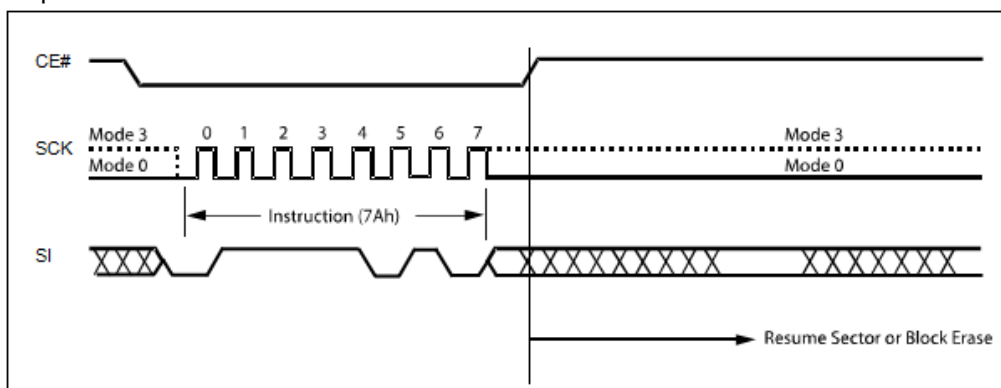 CE#
Mode 3
0 1 2 3 4 5 6 7
Mode 3
SCK
Mode 0
Mode 0
Instruction (7Ah)
SI
Resume Sector or Block Erase